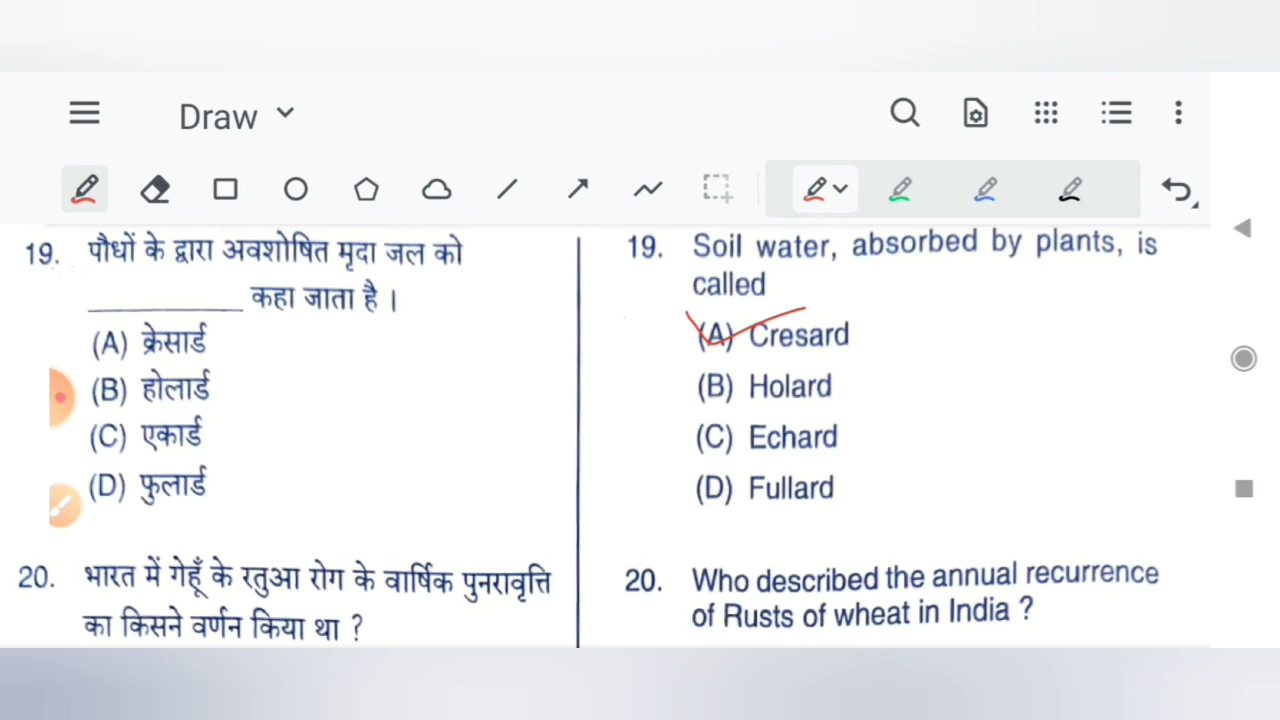 Draw
19. पौधों के द्वारा अवशोषित मृदा जल को
__________ कहा जाता है ।
(A) क्रेसार्ड
(B) होलार्ड
(C) एकार्ड
(D) फुलार्ड
20. भारत में गेहूँ के रतुआ रोग के वार्षिक पुनरावृत्ति
का किसने वर्णन किया था ?
19. Soil water, absorbed by plants, is
called
(A) Cresard
(B) Holard
(C) Echard
(D) Fullard
20. Who described the annual recurrence
of Rusts of wheat in India ?